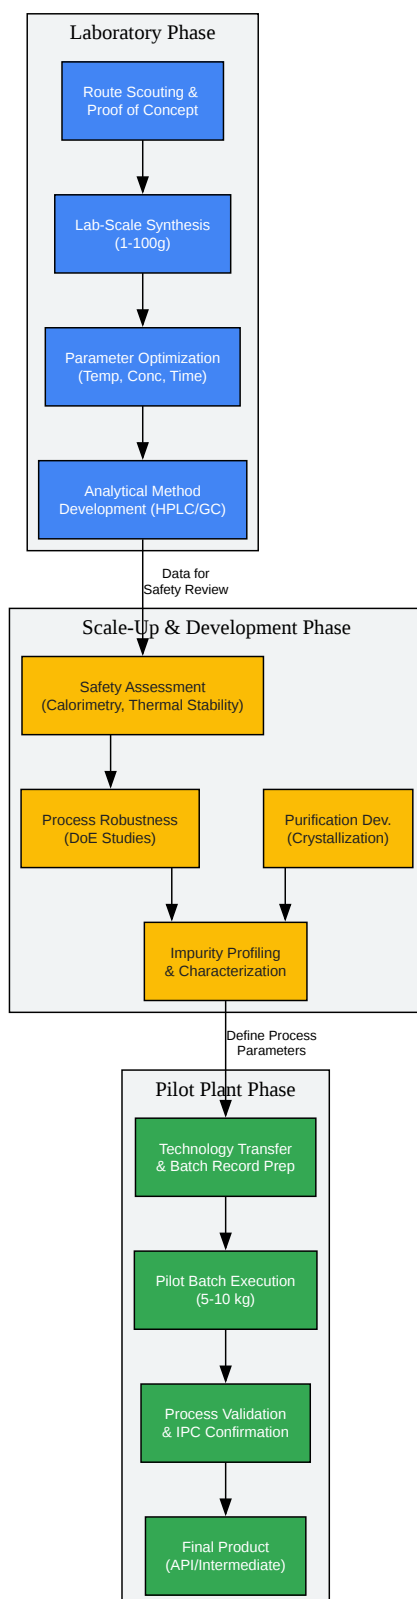 Laboratory Phase
Route Scouting &
Proof of Concept
Lab-Scale Synthesis
(1-100g)
Parameter Optimization
(Temp, Conc, Time)
Analytical Method
Development (HPLC/GC)
Data for
Safety Review
Scale-Up & Development Phase
Safety Assessment
(Calorimetry, Thermal Stability)
Process Robustness
(DoE Studies)
Purification Dev.
(Crystallization)
Impurity Profiling
& Characterization
Define Process
Parameters
Pilot Plant Phase
Technology Transfer
& Batch Record Prep
Pilot Batch Execution
(5-10 kg)
Process Validation
& IPC Confirmation
Final Product
(API/Intermediate)